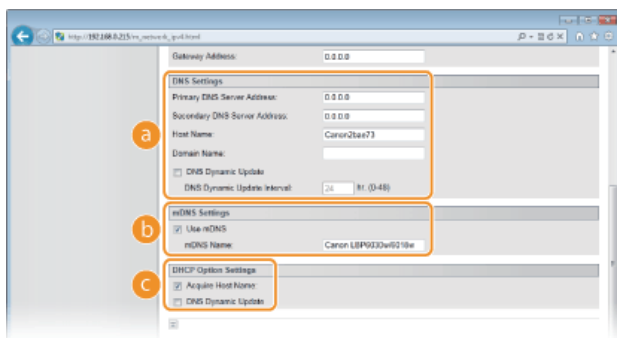 http://192.168.0.215/m_network_ipv4.html
Gateway Address: 0.0.0.0
DNS Settings
Primary DNS Server Address: 0.0.0.0
Secondary DNS Server Address: 0.0.0.0
a
Host Name: Canon2bae73
Domain Name:
DNS Dynamic Update
DNS Dynamic Update Interval: 24 hr. (0-48)
mDNS Settings
b
Use mDNS
mDNS Name: Canon LBP6030wi6018w
DHCP Option Settings
c
Acquire Host Name:
DNS Dynamic Update